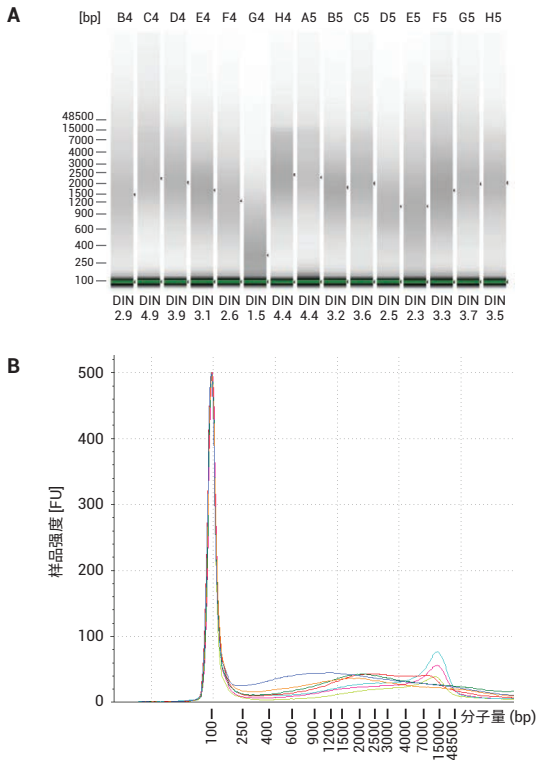 A
[bp] B4 C4 D4 E4 F4 G4 H4 A5 B5 C5 D5 E5 F5 G5 H5
48500
15000
7000
4000
3000
2500
2000
1500
1200
900
600
400
250
100
DIN DIN DIN DIN DIN DIN DIN DIN DIN DIN DIN DIN DIN DIN DIN
2.9 4.9 3.9 3.1 2.6 1.5 4.4 4.4 3.2 3.6 2.5 2.3 3.3 3.7 3.5
B
样品强度 [FU]
500
400
300
200
100
0
100 250 400 600 900 1200 1500 2000 2500 3000 4000 7000 15000 48500 分子量 (bp)